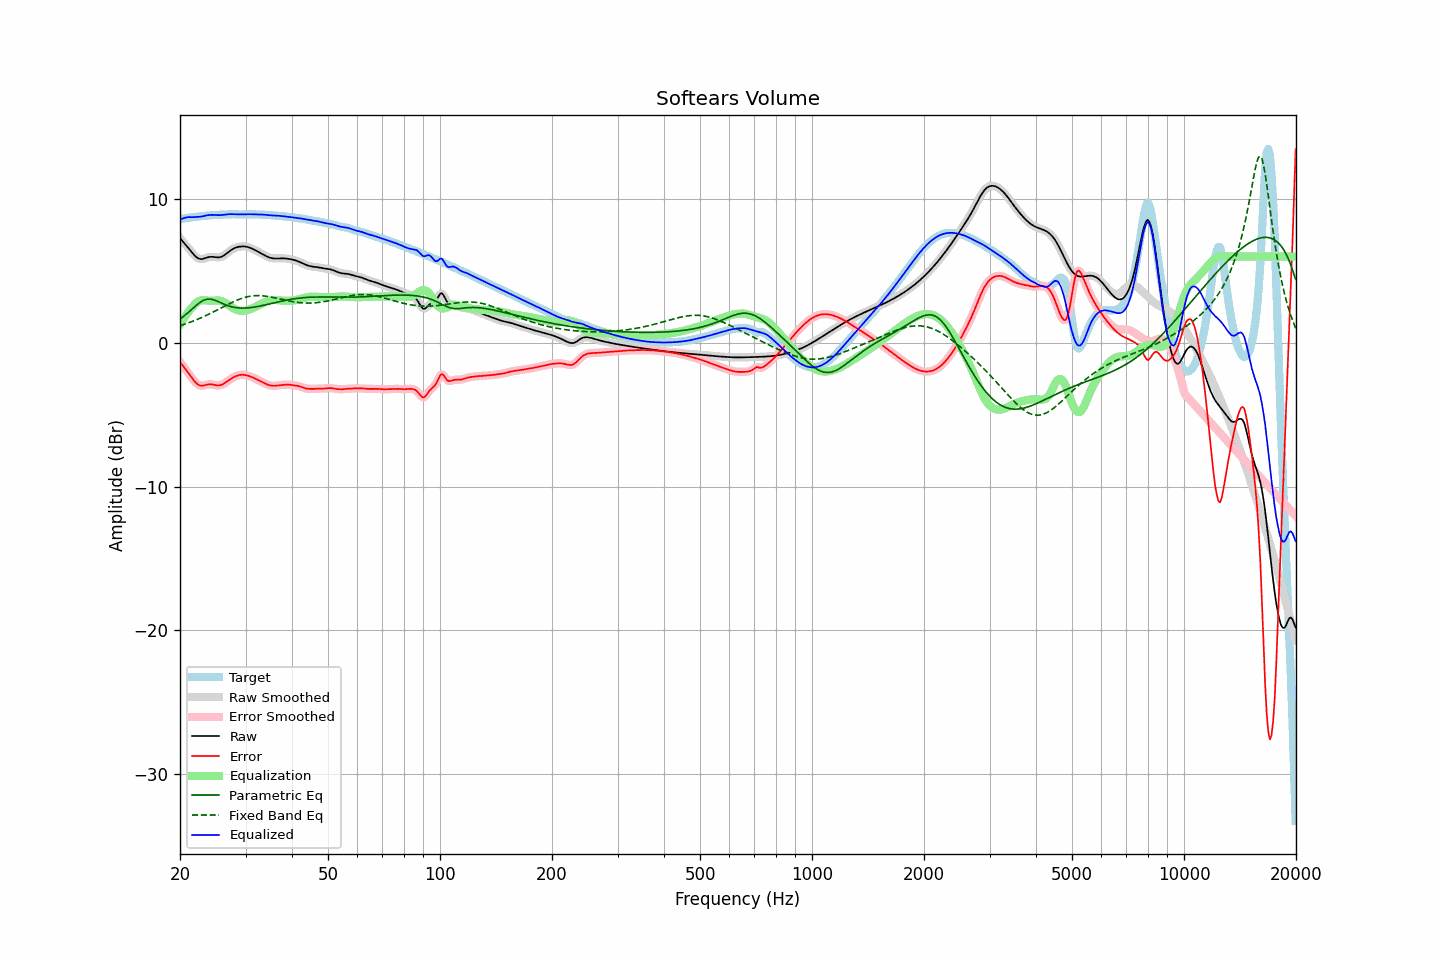 Softears Volume
Amplitude (dBr)
10
0
−10
−20
−30
Target
Raw Smoothed
Error Smoothed
Raw
Error
Equalization
Parametric Eq
Fixed Band Eq
Equalized
20 50 100 200 500 1000 2000 5000 10000 20000
Frequency (Hz)